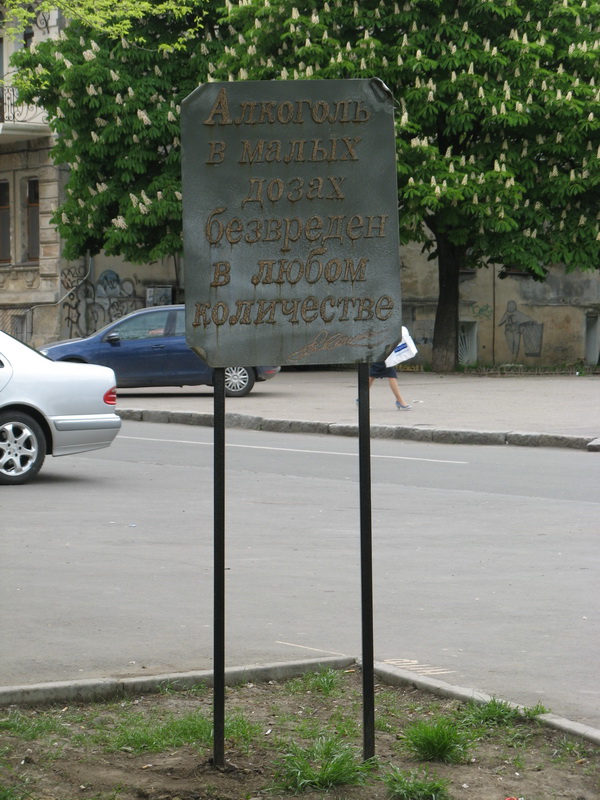 Алкоголь
в малых
дозах
безвреден
в любом
количестве